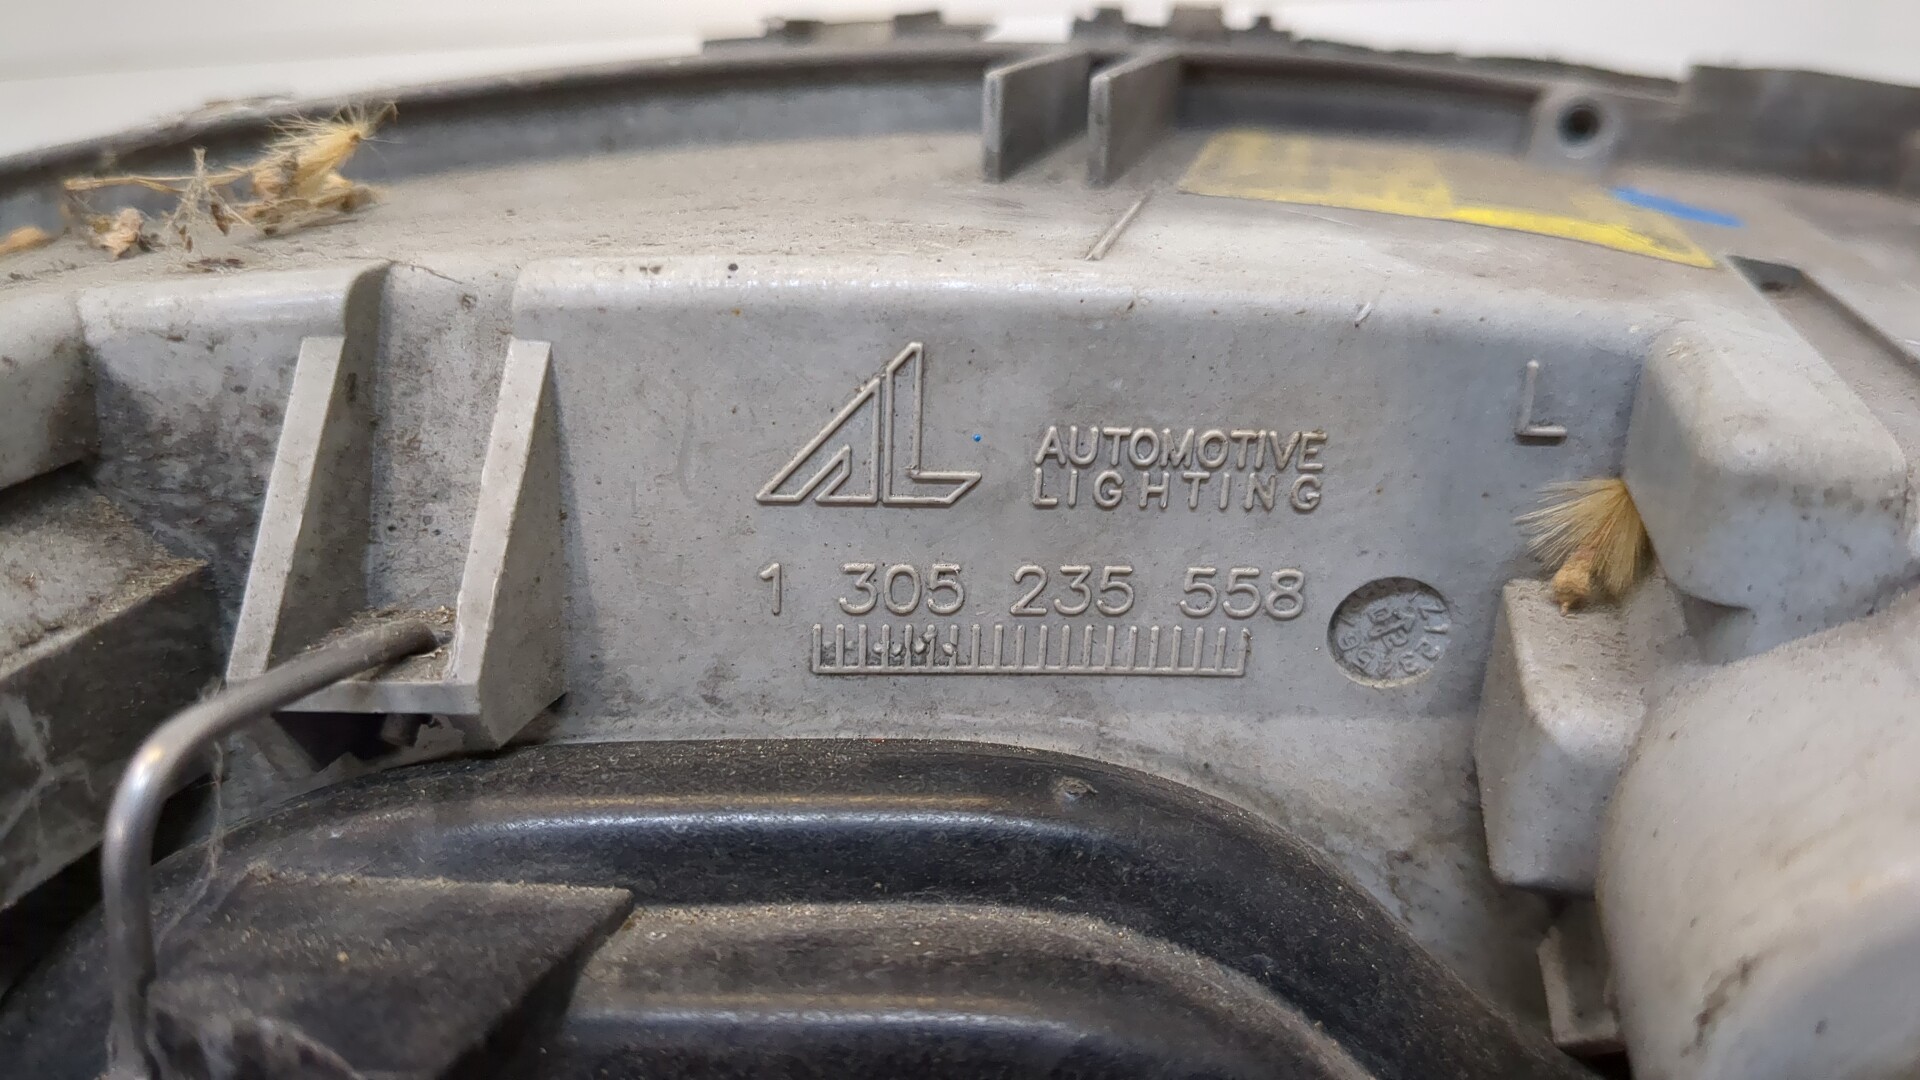 AL
AUTOMOTIVE
LIGHTING
L
1 305 235 558